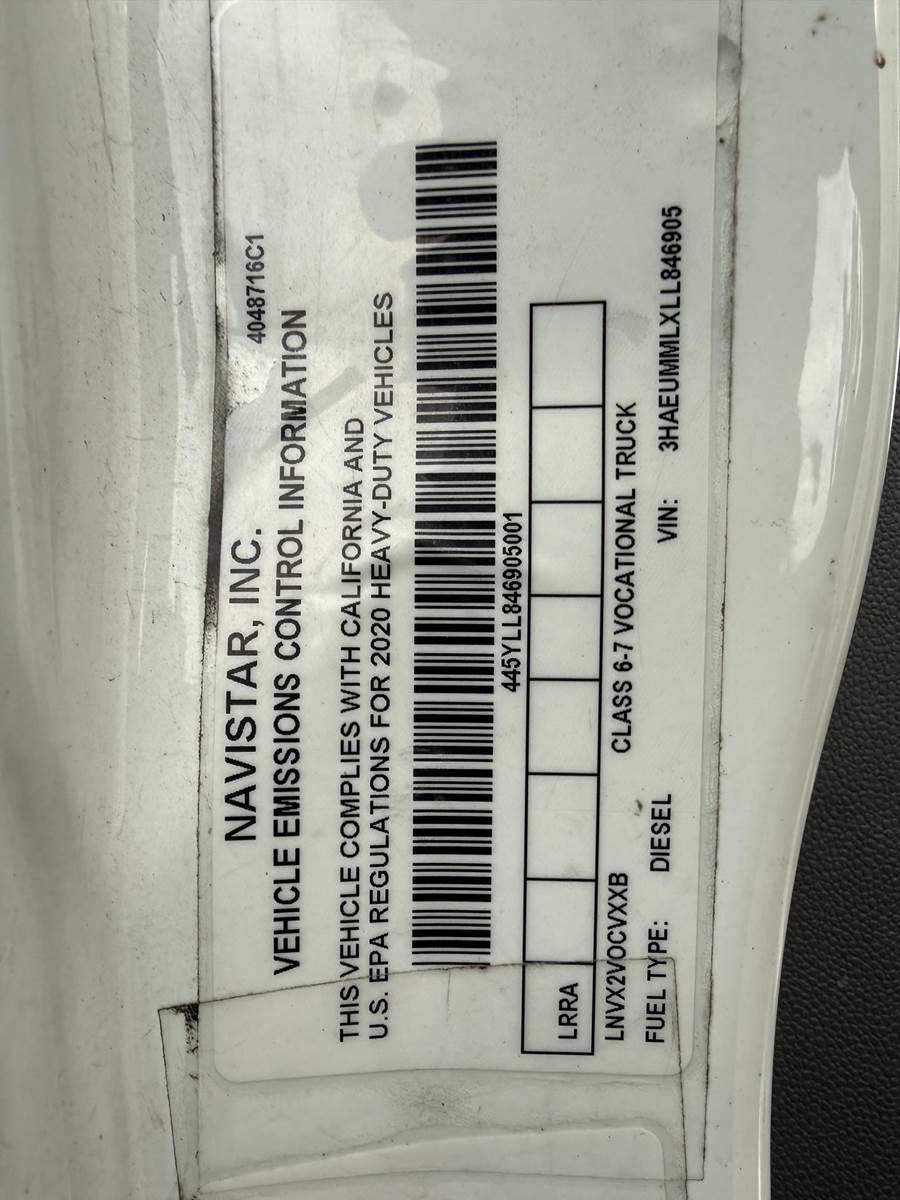 4048716C1
NAVISTAR, INC.
VEHICLE EMISSIONS CONTROL INFORMATION
THIS VEHICLE COMPLIES WITH CALIFORNIA AND
U.S. EPA REGULATIONS FOR 2020 HEAVY-DUTY VEHICLES
445YLL846905001
LRRA
LNVX2VOCVXXB CLASS 6-7 VOCATIONAL TRUCK
FUEL TYPE: DIESEL VIN: 3HAEUMMLXLL846905